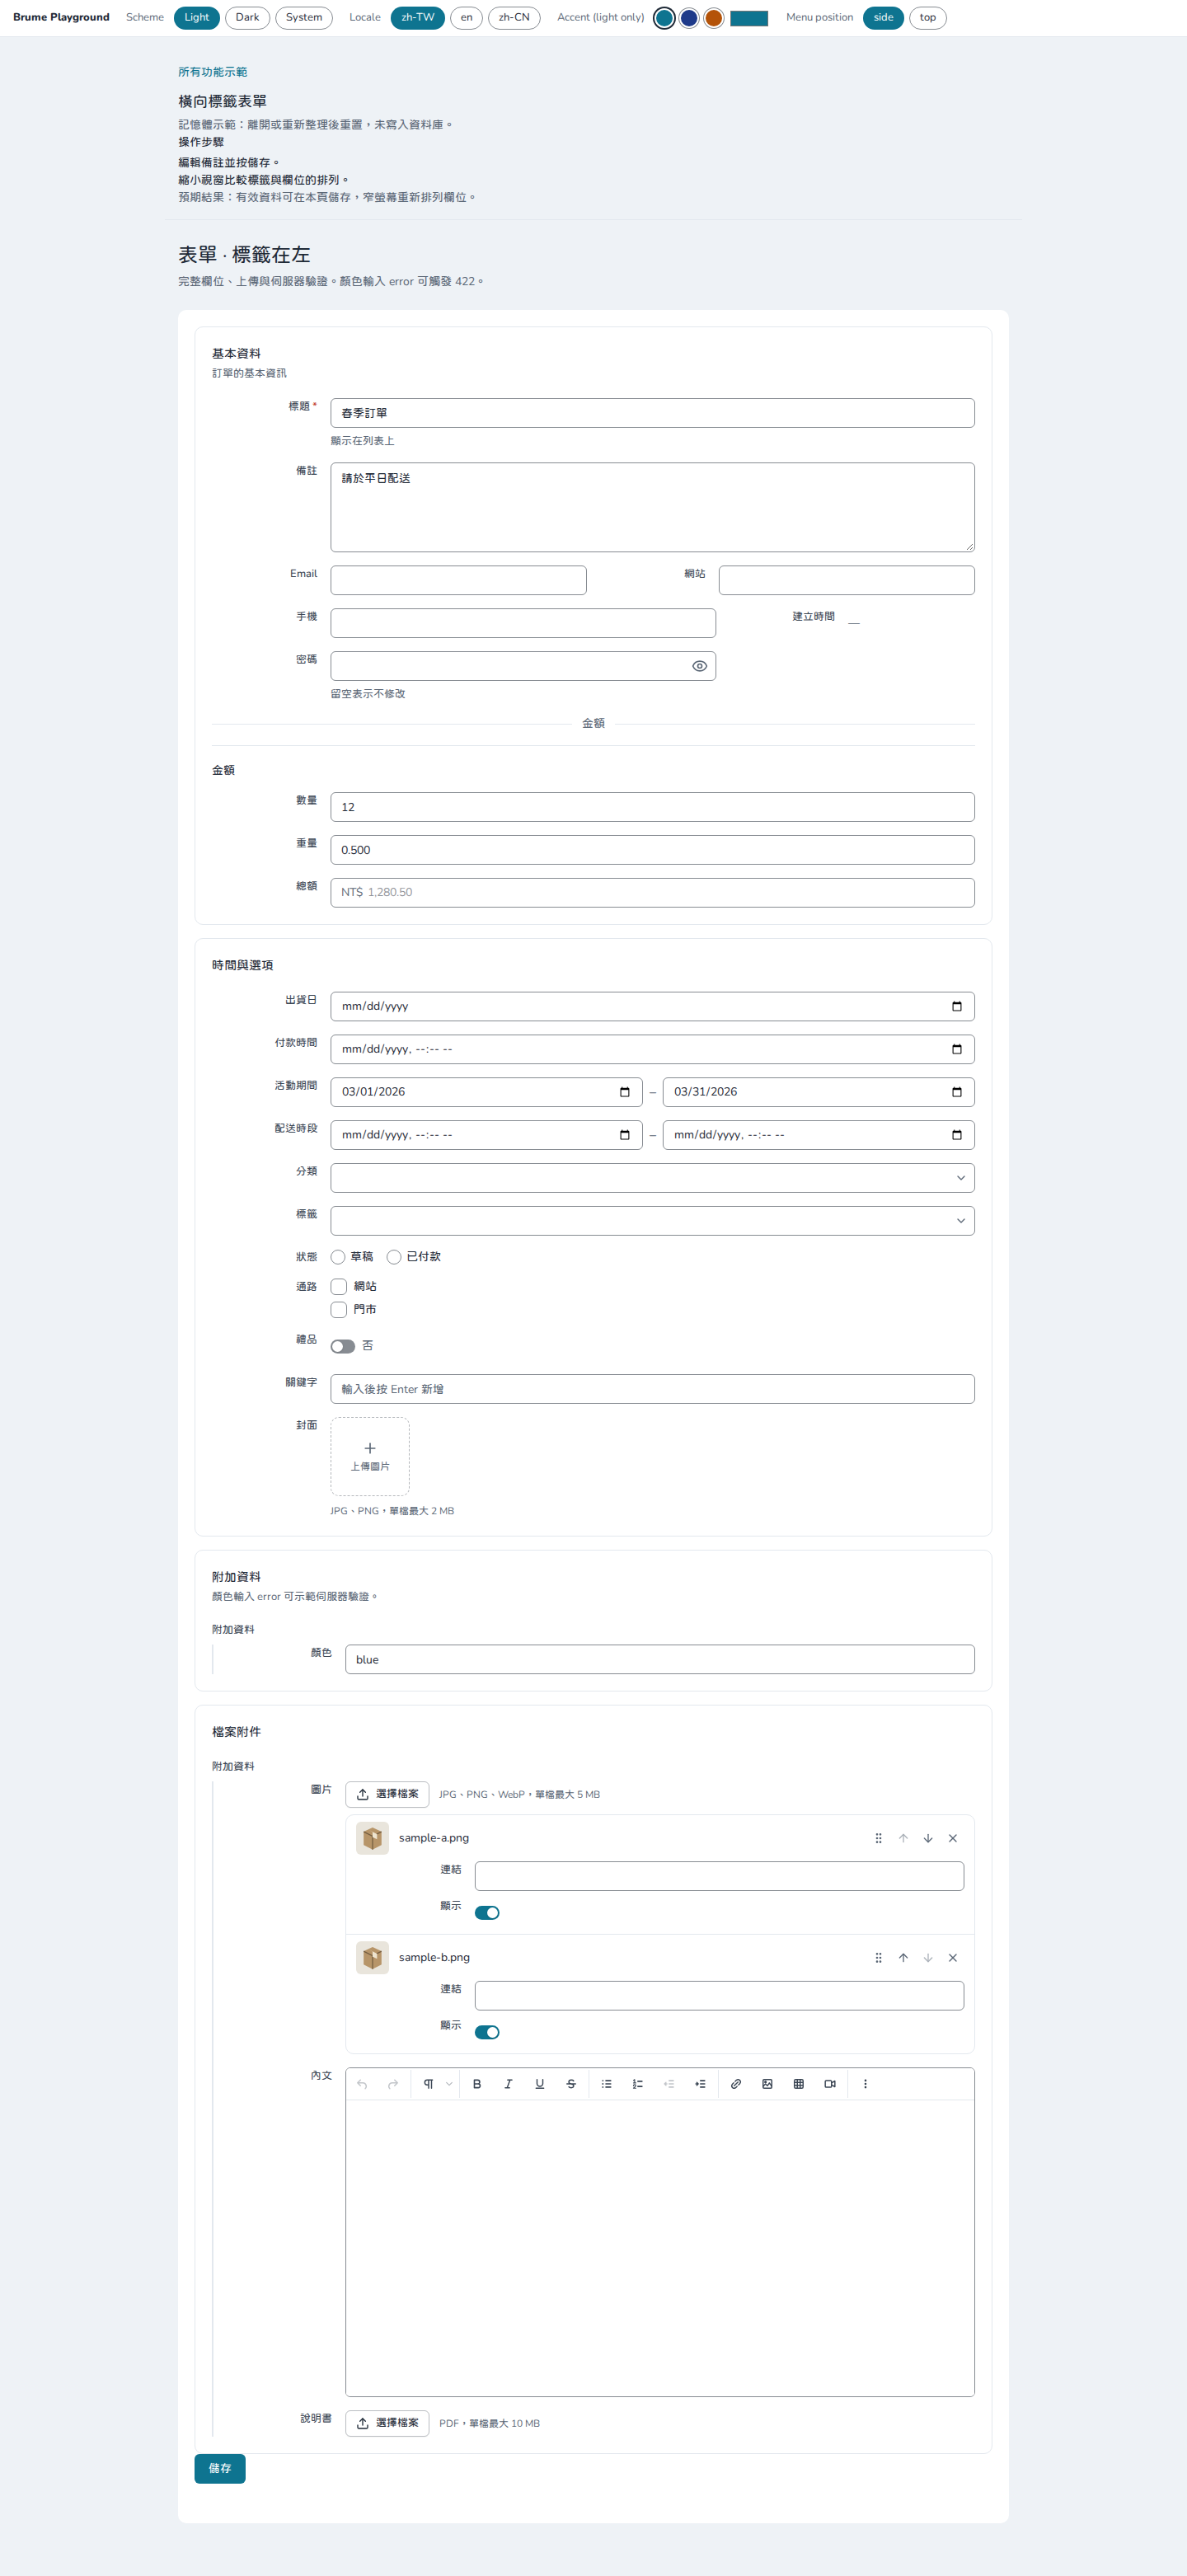 Brume Playground Scheme Light Dark System Locale zh-TW en zh-CN Accent (light only) Menu position side top
所有功能示範
橫向標籤表單
記憶體示範：離開或重新整理後重置，未寫入資料庫。
操作步驟
編輯備註並按儲存。
縮小視窗比較標籤與欄位的排列。
預期結果：有效資料可在本頁儲存，窄螢幕重新排列欄位。
表單 · 標籤在左
完整欄位、上傳與伺服器驗證。顏色輸入 error 可觸發 422。
基本資料
訂單的基本資訊
標題 * 春季訂單
顯示在列表上
備註 請於平日配送
Email 網站
手機 建立時間 —
密碼
留空表示不修改
金額
金額
數量 12
重量 0.500
總額 NT$ 1,280.50
時間與選項
出貨日 mm/dd/yyyy
付款時間 mm/dd/yyyy, --:-- --
活動期間 03/01/2026 – 03/31/2026
配送時段 mm/dd/yyyy, --:-- -- – mm/dd/yyyy, --:-- --
分類
標籤
狀態 草稿 已付款
通路 網站
門市
禮品 否
關鍵字 輸入後按 Enter 新增
封面
上傳圖片
JPG、PNG，單檔最大 2 MB
附加資料
顏色輸入 error 可示範伺服器驗證。
附加資料
顏色 blue
檔案附件
附加資料
圖片 選擇檔案 JPG、PNG、WebP，單檔最大 5 MB
sample-a.png
連結
顯示
sample-b.png
連結
顯示
內文
說明書 選擇檔案 PDF，單檔最大 10 MB
儲存